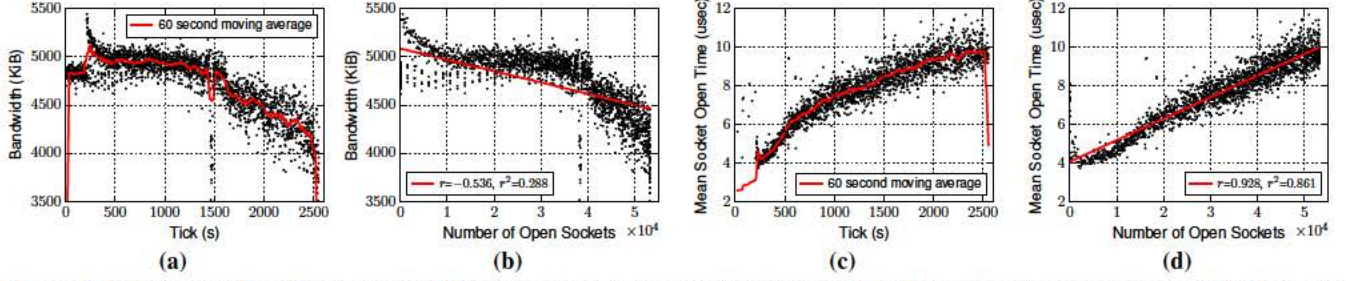 5500
5000
4500
4000
3500
Bandwidth (KiB)
60 second moving average
0 500 1000 1500 2000 2500
Tick (s)
(a)
5500
5000
4500
4000
3500
Bandwidth (KiB)
r=−0.536, r²=0.288
0 1 2 3 4 5
Number of Open Sockets ×10⁴
(b)
12
10
8
6
4
2
Mean Socket Open Time (usec)
60 second moving average
0 500 1000 1500 2000 2500
Tick (s)
(c)
12
10
8
6
4
2
Mean Socket Open Time (usec)
r=0.928, r²=0.861
0 1 2 3 4 5
Number of Open Sockets ×10⁴
(d)